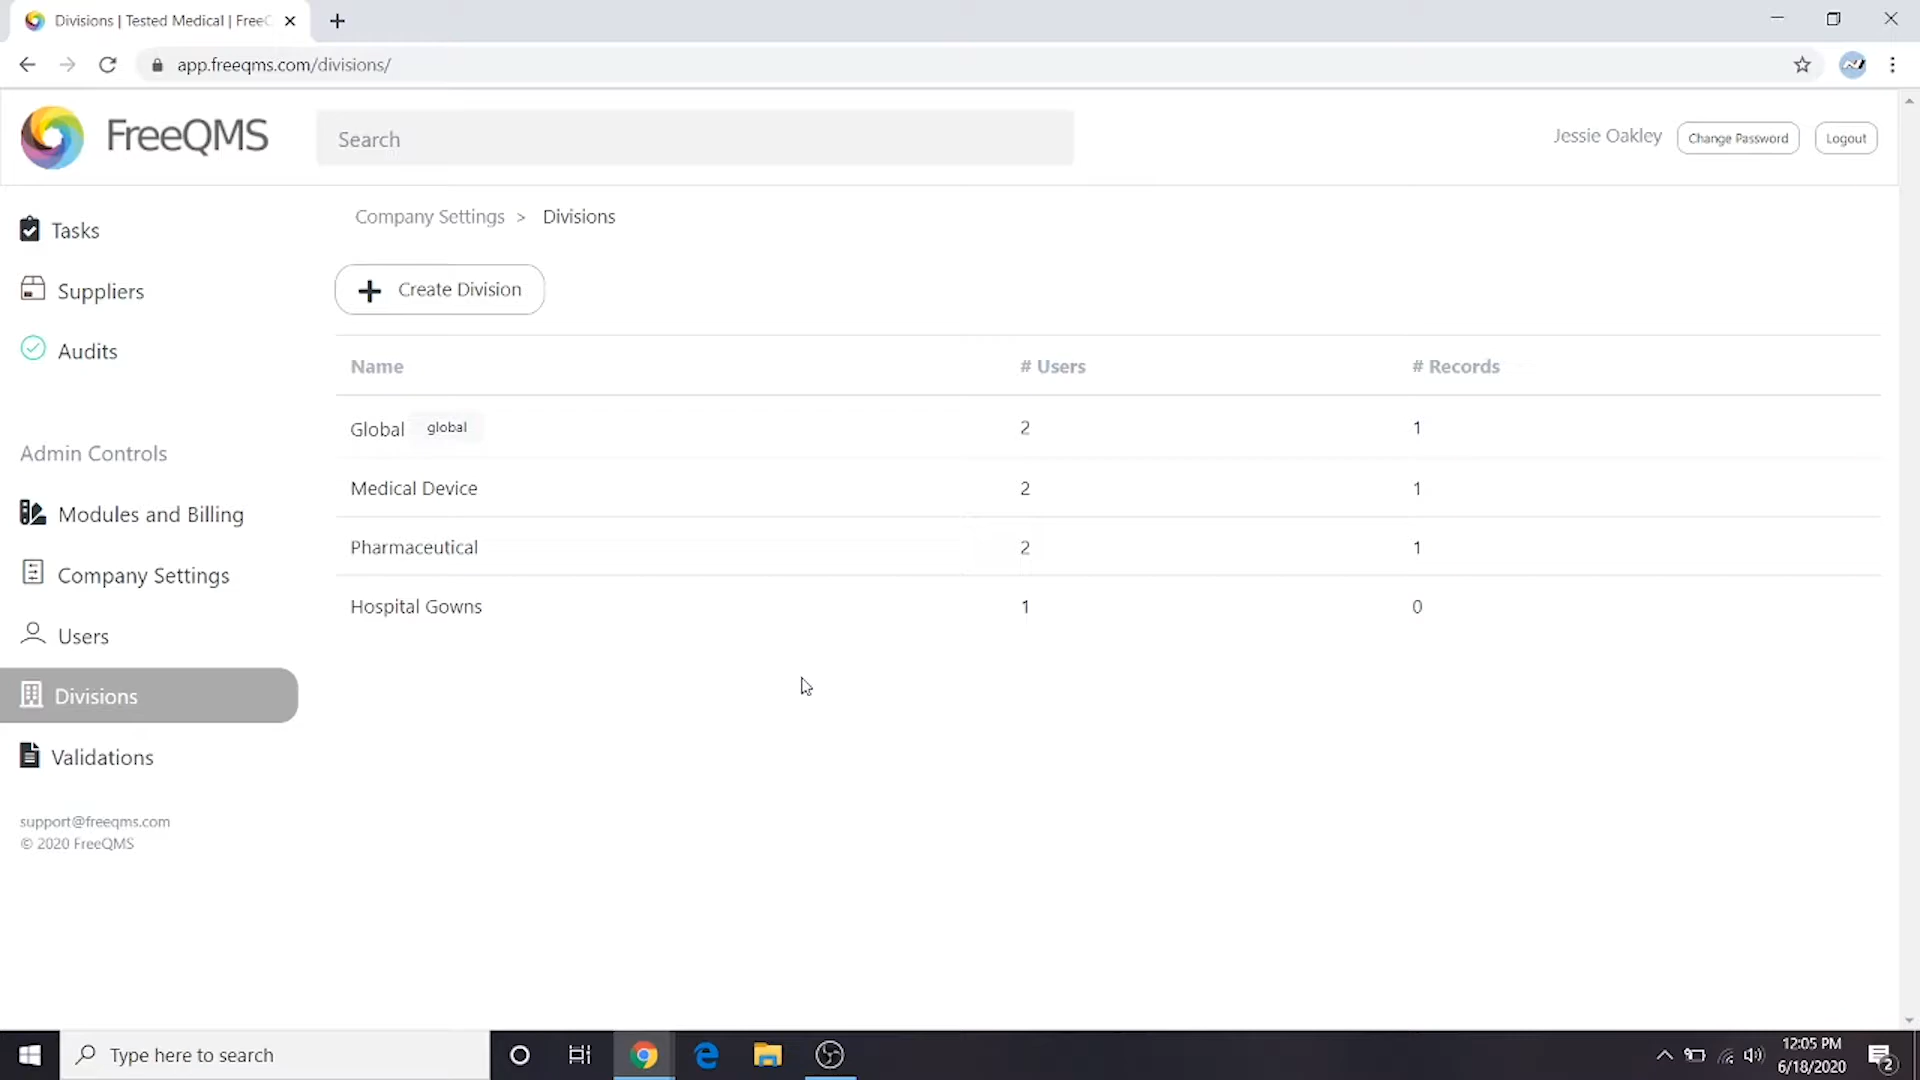 Divisions | Tested Medical | FreeQ
app.freeqms.com/divisions/
FreeQMS
Search
Jessie Oakley
Change Password
Logout
Tasks
Suppliers
Audits
Admin Controls
Modules and Billing
Company Settings
Users
Divisions
Validations
support@freeqms.com
© 2020 FreeQMS
Company Settings > Divisions
+ Create Division
Name # Users # Records
Global global 2 1
Medical Device 2 1
Pharmaceutical 2 1
Hospital Gowns 1 0
Type here to search
12:05 PM
6/18/2020
2